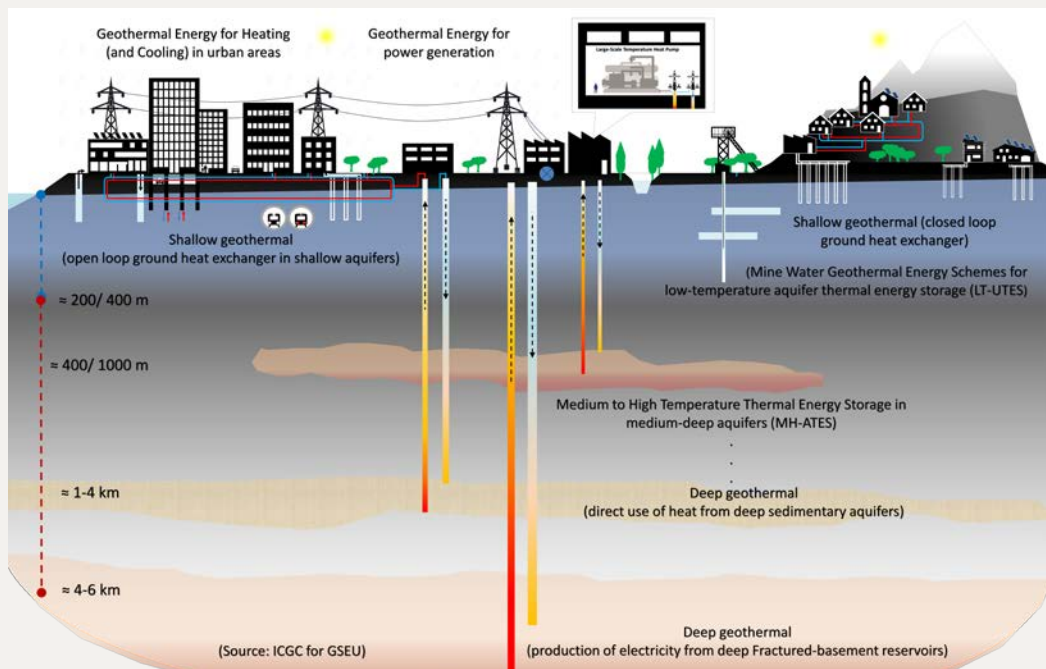 Geothermal Energy for Heating
(and Cooling) in urban areas
Geothermal Energy for
power generation
Large-Scale Temperature Heat Pump
Shallow geothermal
(open loop ground heat exchanger in shallow aquifers)
Shallow geothermal (closed loop
ground heat exchanger)
(Mine Water Geothermal Energy Schemes for
low-temperature aquifer thermal energy storage (LT-UTES)
≈ 200/ 400 m
≈ 400/ 1000 m
Medium to High Temperature Thermal Energy Storage in
medium-deep aquifers (MH-ATES)
.
.
.
≈ 1-4 km
Deep geothermal
(direct use of heat from deep sedimentary aquifers)
≈ 4-6 km
Deep geothermal
(production of electricity from deep Fractured-basement reservoirs)
(Source: ICGC for GSEU)